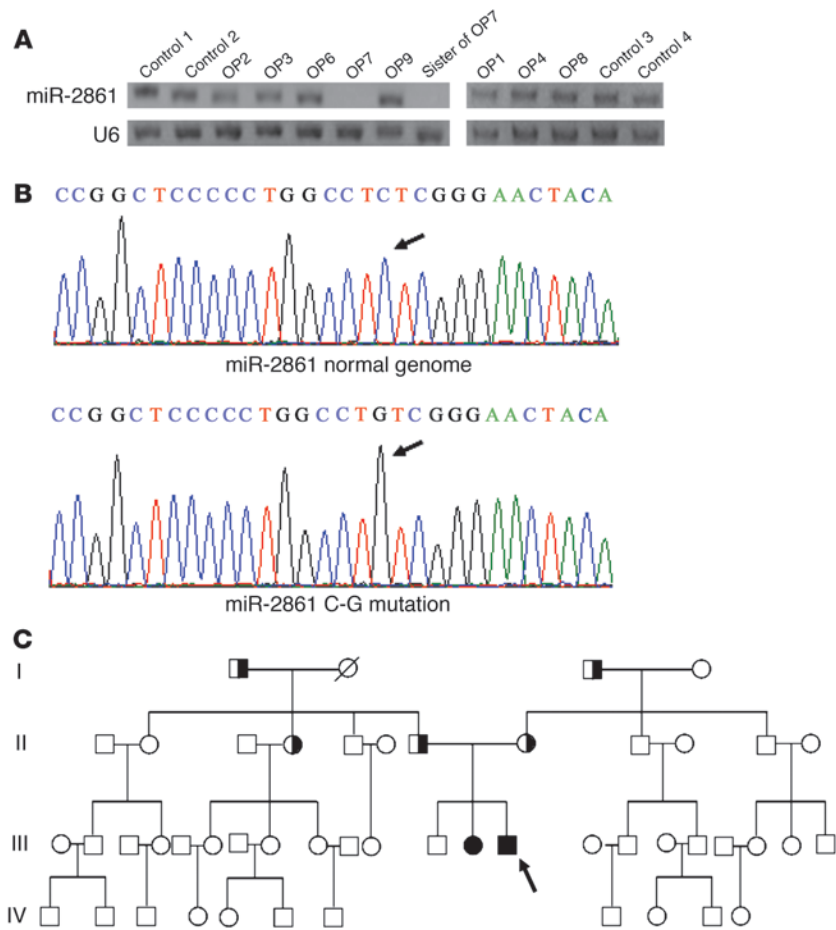 A
Control 1 Control 2 OP2 OP3 OP6 OP7 OP9 Sister of OP7 OP1 OP4 OP8 Control 3 Control 4
miR-2861
U6
B
CCGGCTCCCCCTGGCCTCTCGGGAACTACA
miR-2861 normal genome
CCGGCTCCCCCTGGCCTGTCGGGAACTACA
miR-2861 C-G mutation
C
I
II
III
IV